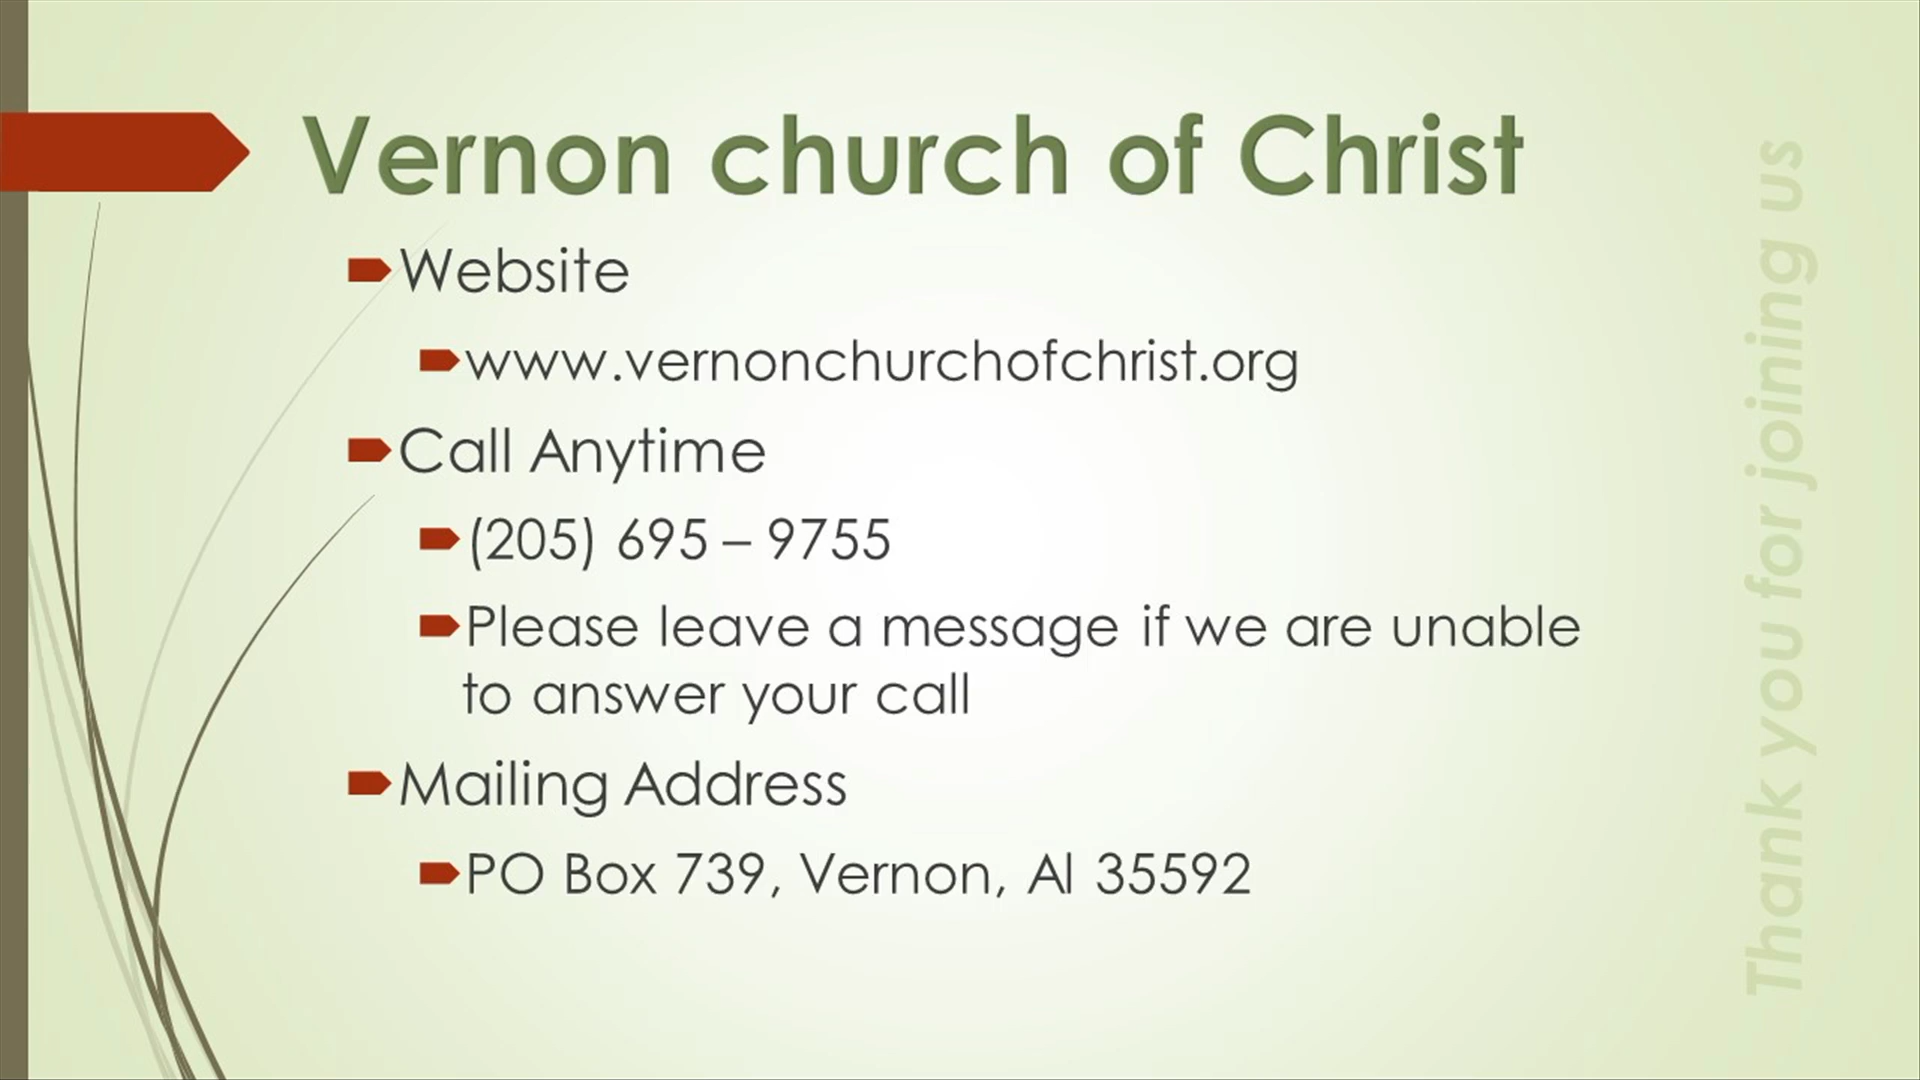 Vernon church of Christ
Website
www.vernonchurchofchrist.org
Call Anytime
(205) 695 – 9755
Please leave a message if we are unable
to answer your call
Mailing Address
PO Box 739, Vernon, Al 35592
Thank you for joining us